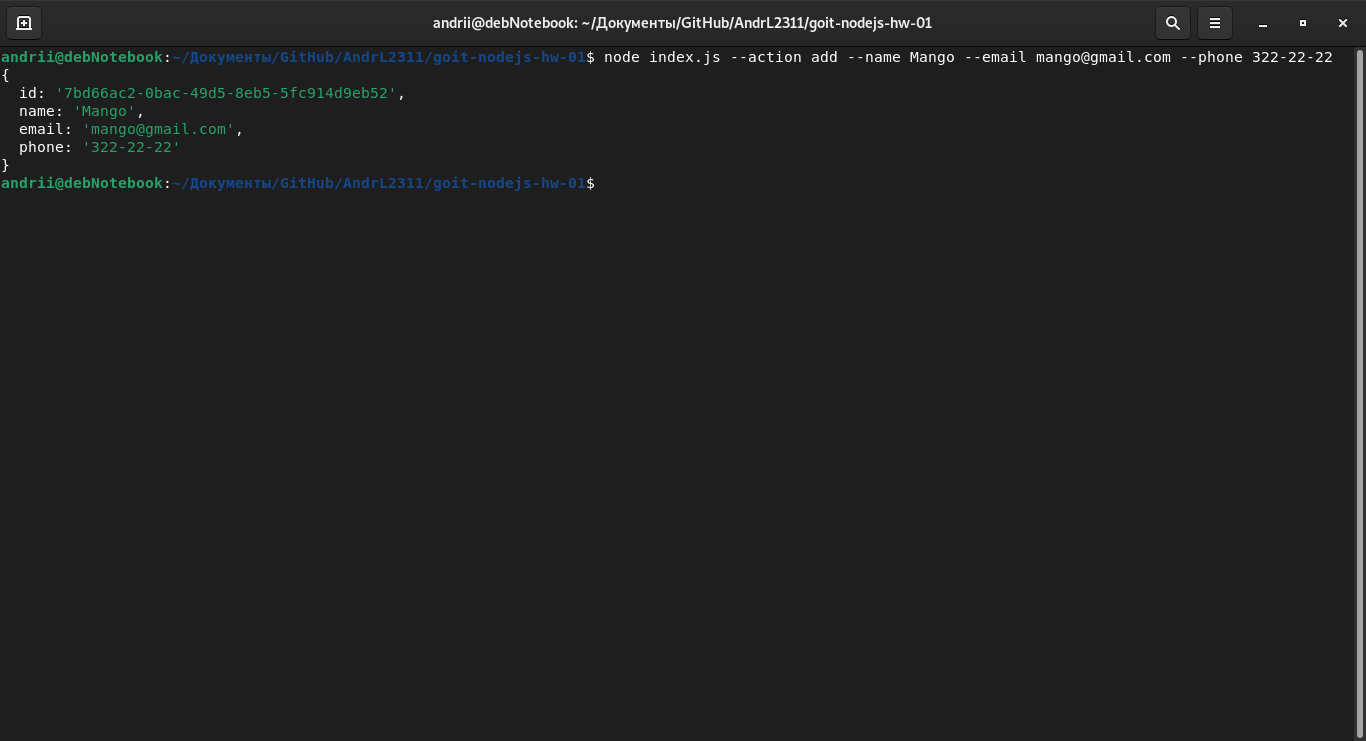 andrii@debNotebook: ~/Документы/GitHub/AndrL2311/goit-nodejs-hw-01
andrii@debNotebook:~/Документы/GitHub/AndrL2311/goit-nodejs-hw-01$ node index.js --action add --name Mango --email mango@gmail.com --phone 322-22-22
{
  id: '7bd66ac2-0bac-49d5-8eb5-5fc914d9eb52',
  name: 'Mango',
  email: 'mango@gmail.com',
  phone: '322-22-22'
}
andrii@debNotebook:~/Документы/GitHub/AndrL2311/goit-nodejs-hw-01$